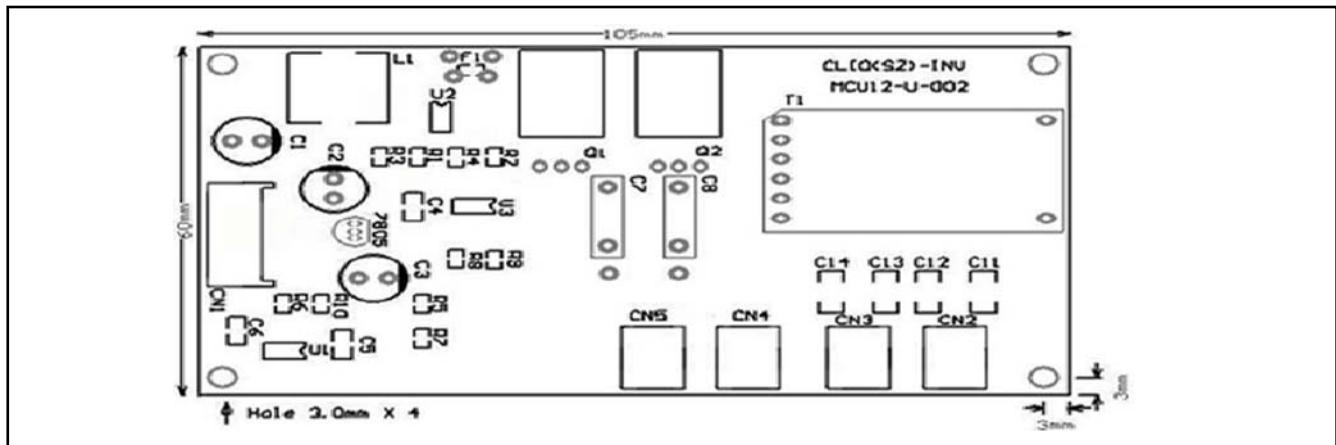 105mm
60mm
L1
F1
CL(Q(SZ)-INV
MCU12-U-002
U2
T1
C1
C2
R3
R1
R4
R2
Q1
Q2
C7
C8
C4
U3
7805
R8
R9
C3
C14
C13
C12
C11
CN1
R6
R10
R5
CN5
CN4
CN3
CN2
C6
U1
C5
R7
3mm
Hole 3.0mm X 4
3mm